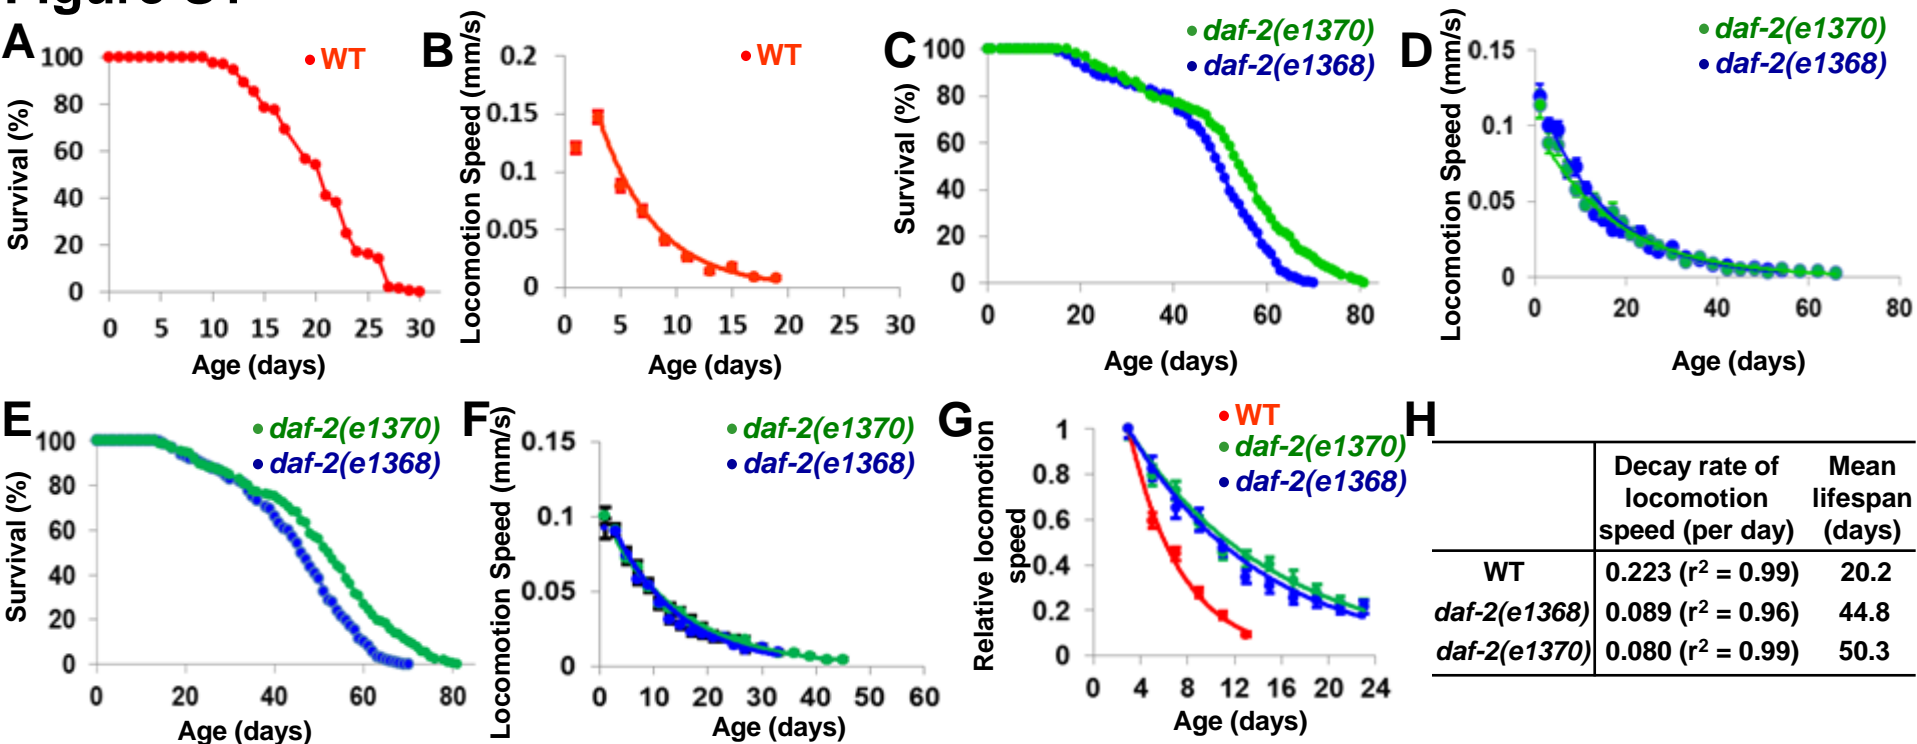 A
Survival (%)
100
80
60
40
20
0
0 5 10 15 20 25 30
Age (days)
WT
B
Locomotion Speed (mm/s)
0.2
0.15
0.1
0.05
0
0 5 10 15 20 25 30
Age (days)
WT
C
Survival (%)
100
80
60
40
20
0
0 20 40 60 80
Age (days)
daf-2(e1370)
daf-2(e1368)
D
Locomotion Speed (mm/s)
0.15
0.1
0.05
0
0 20 40 60 80
Age (days)
daf-2(e1370)
daf-2(e1368)
E
Survival (%)
100
80
60
40
20
0
0 20 40 60 80
Age (days)
daf-2(e1370)
daf-2(e1368)
F
Locomotion Speed (mm/s)
0.15
0.1
0.05
0
0 10 20 30 40 50 60
Age (days)
daf-2(e1370)
daf-2(e1368)
G
Relative locomotion
speed
1
0.8
0.6
0.4
0.2
0
0 4 8 12 16 20 24
Age (days)
WT
daf-2(e1370)
daf-2(e1368)
H
Decay rate of locomotion speed (per day) Mean lifespan (days)
WT 0.223 (r² = 0.99) 20.2
daf-2(e1368) 0.089 (r² = 0.96) 44.8
daf-2(e1370) 0.080 (r² = 0.99) 50.3